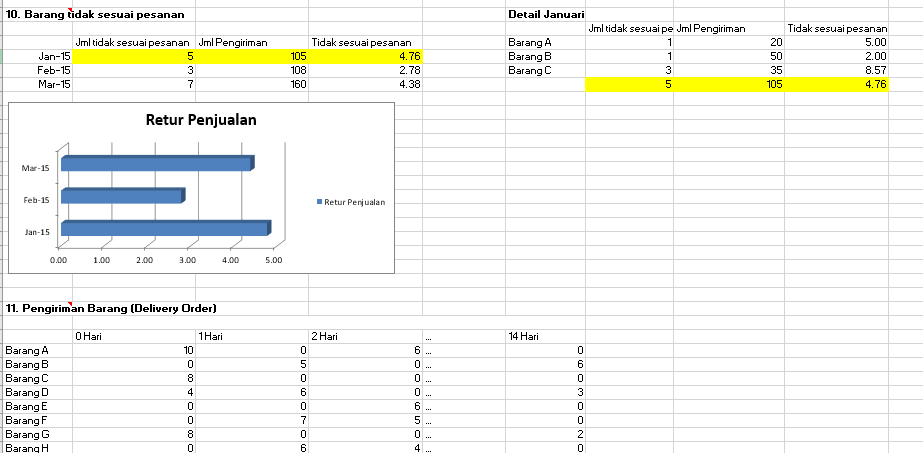 10. Barang tidak sesuai pesanan
Detail Januari
Jml tidak sesuai pe Jml Pengiriman Tidak sesuai pesanan
Jml tidak sesuai pesanan Jml Pengiriman Tidak sesuai pesanan
Barang A 1 20 5.00
Jan-15 5 105 4.76
Barang B 1 50 2.00
Feb-15 3 108 2.78
Barang C 3 35 8.57
Mar-15 7 160 4.38
5 105 4.76
Retur Penjualan
Mar-15
Feb-15
Jan-15
Retur Penjualan
0.00 1.00 2.00 3.00 4.00 5.00
11. Pengiriman Barang (Delivery Order)
0 Hari 1 Hari 2 Hari ... 14 Hari
Barang A 10 0 6 ... 0
Barang B 0 5 0 ... 6
Barang C 8 0 0 ... 0
Barang D 4 6 0 ... 3
Barang E 0 0 6 ... 0
Barang F 0 7 5 ... 0
Barang G 8 0 0 ... 2
Barang H 0 6 4 ... 0